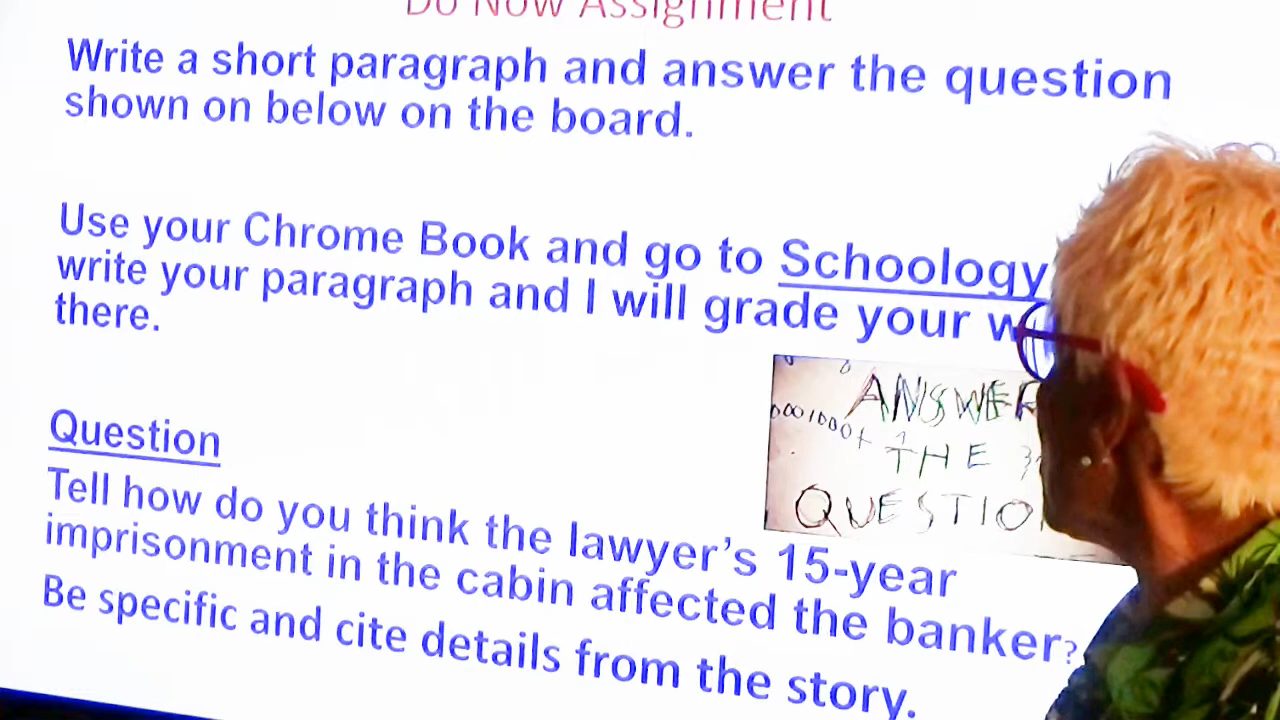 Do Now Assignment
Write a short paragraph and answer the question
shown on below on the board.
Use your Chrome Book and go to Schoology
write your paragraph and I will grade your
there.
ANSWER
THE
QUESTIO
Question
Tell how do you think the lawyer's 15-year
imprisonment in the cabin affected the banker?
Be specific and cite details from the story.